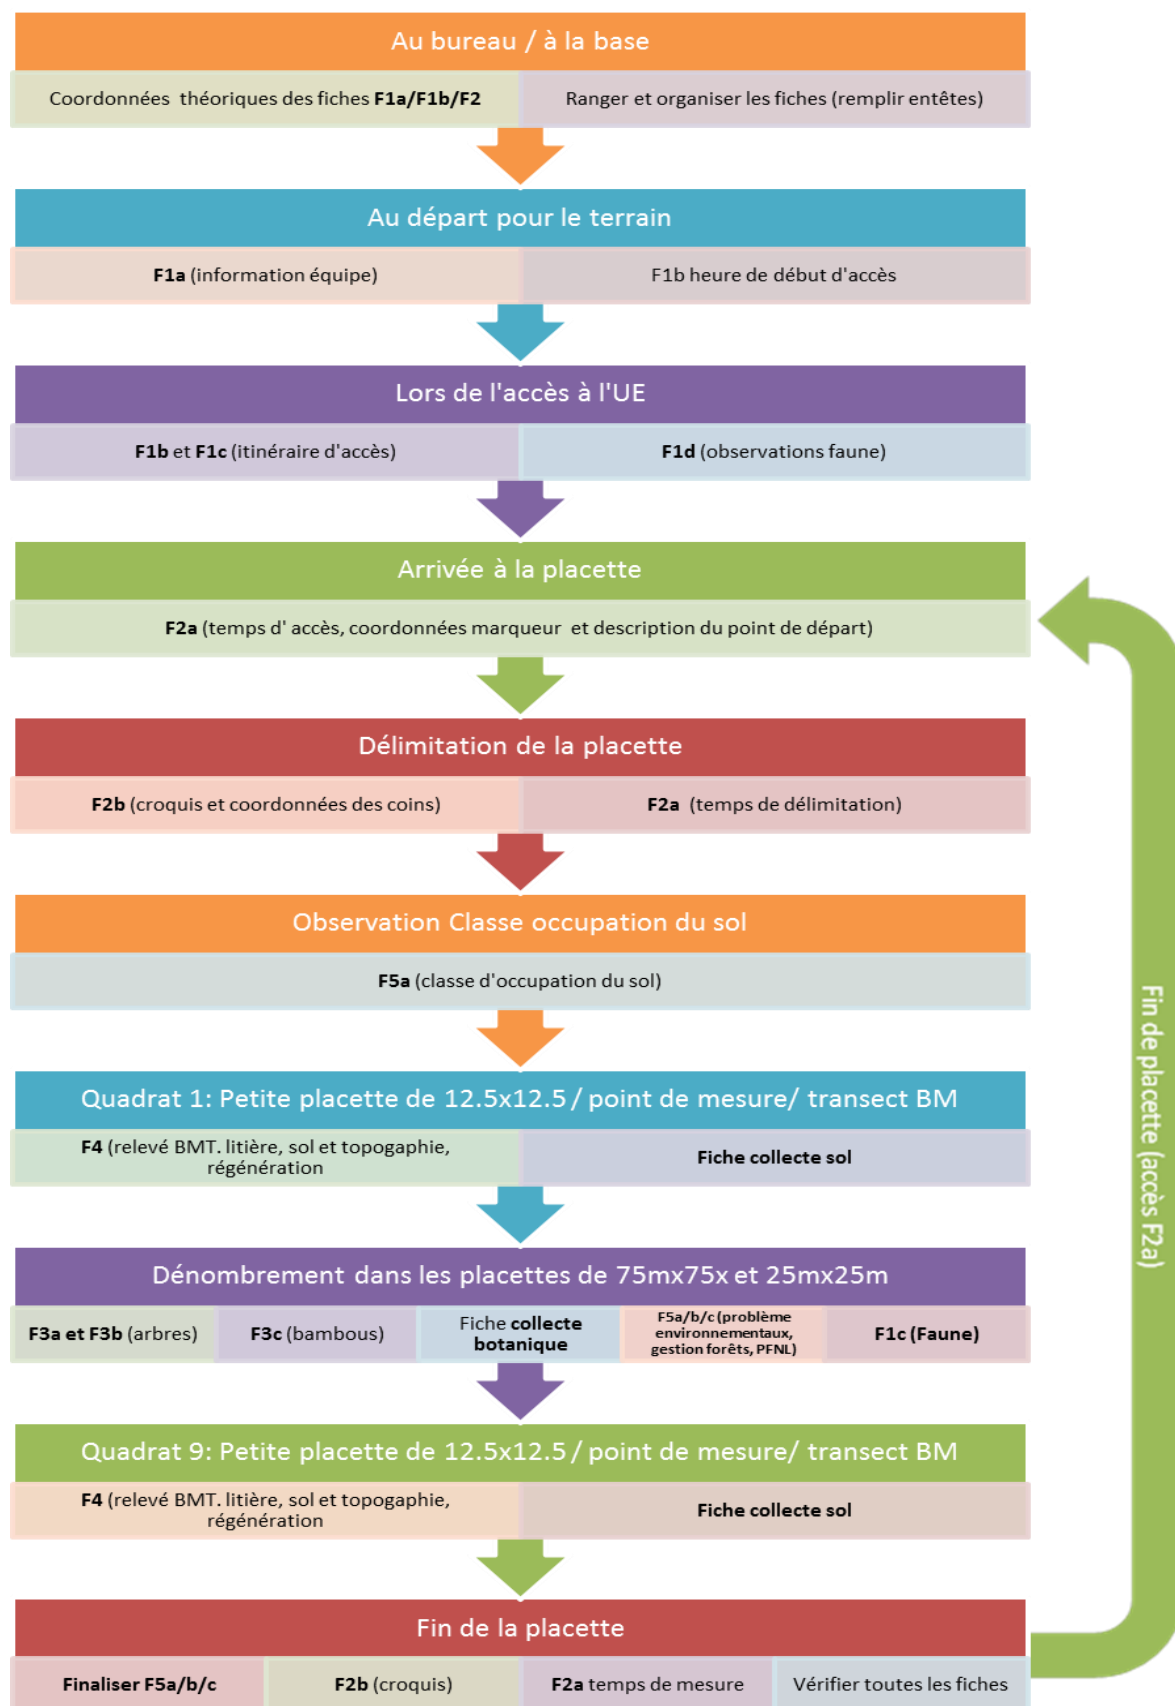 Au bureau / à la base
Coordonnées théoriques des fiches F1a/F1b/F2
Ranger et organiser les fiches (remplir entêtes)
Au départ pour le terrain
F1a (information équipe)
F1b heure de début d'accès
Lors de l'accès à l'UE
F1b et F1c (itinéraire d'accès)
F1d (observations faune)
Arrivée à la placette
F2a (temps d' accès, coordonnées marqueur et description du point de départ)
Délimitation de la placette
F2b (croquis et coordonnées des coins)
F2a (temps de délimitation)
Observation Classe occupation du sol
F5a (classe d'occupation du sol)
Quadrat 1: Petite placette de 12.5x12.5 / point de mesure/ transect BM
F4 (relevé BMT. litière, sol et topogaphie,
régénération
Fiche collecte sol
Dénombrement dans les placettes de 75mx75x et 25mx25m
F3a et F3b (arbres)
F3c (bambous)
Fiche collecte
botanique
F5a/b/c (problème
environnementaux,
gestion forêts, PFNL)
F1c (Faune)
Quadrat 9: Petite placette de 12.5x12.5 / point de mesure/ transect BM
F4 (relevé BMT. litière, sol et topogaphie,
régénération
Fiche collecte sol
Fin de la placette
Finaliser F5a/b/c
F2b (croquis)
F2a temps de mesure
Vérifier toutes les fiches
Fin de placette (accès F2a)